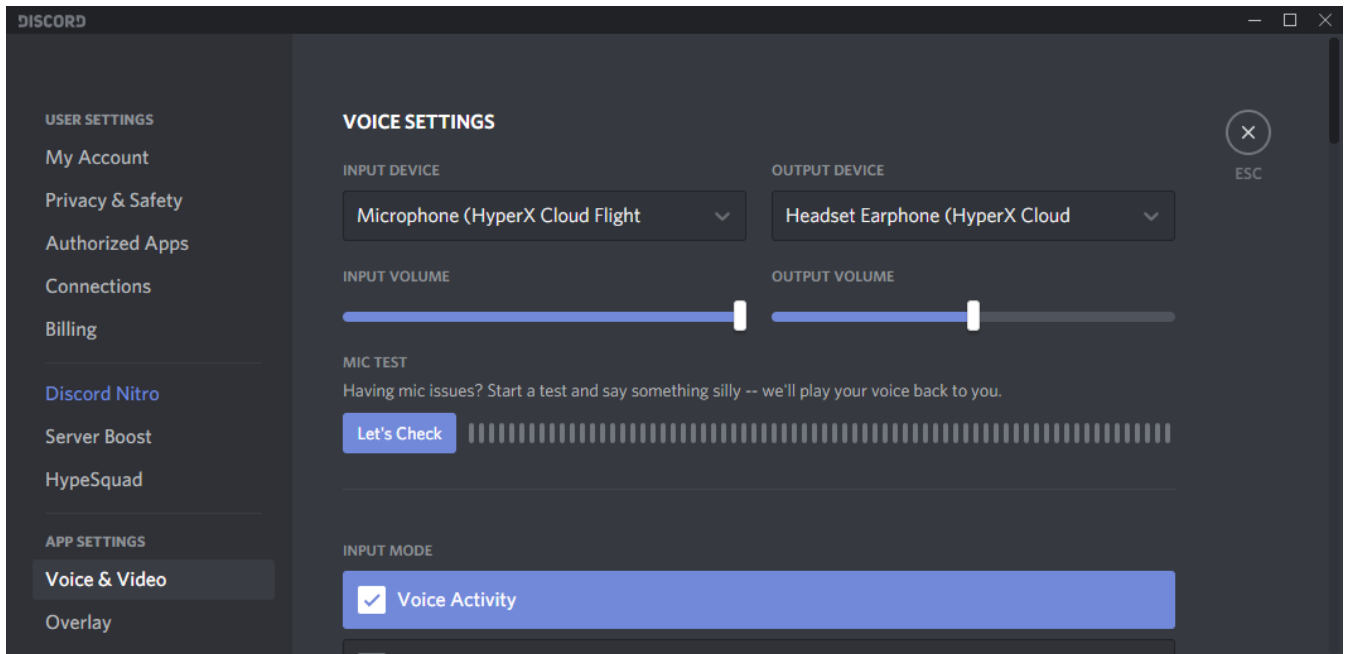 DISCORD
USER SETTINGS
My Account
Privacy & Safety
Authorized Apps
Connections
Billing
Discord Nitro
Server Boost
HypeSquad
APP SETTINGS
Voice & Video
Overlay
VOICE SETTINGS
INPUT DEVICE
Microphone (HyperX Cloud Flight
OUTPUT DEVICE
Headset Earphone (HyperX Cloud
INPUT VOLUME
OUTPUT VOLUME
MIC TEST
Having mic issues? Start a test and say something silly -- we'll play your voice back to you.
Let's Check
INPUT MODE
Voice Activity
ESC